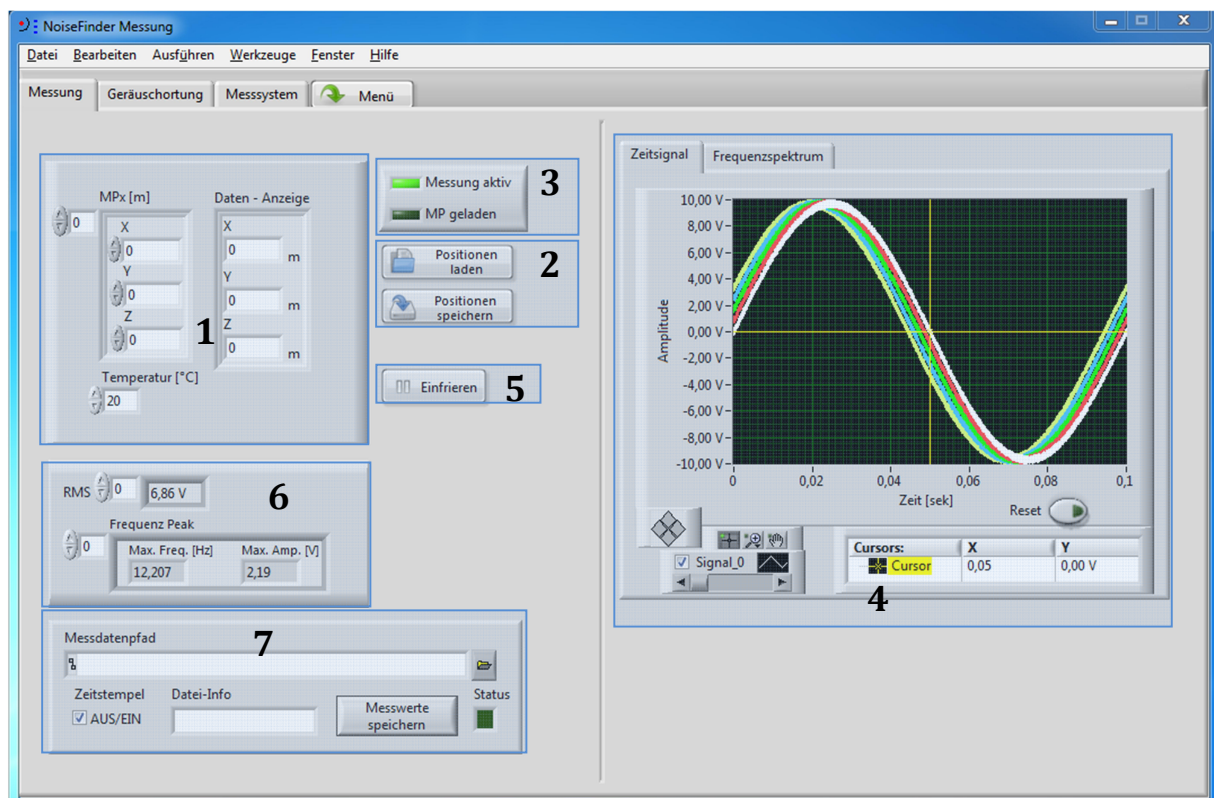 NoiseFinder Messung
Datei Bearbeiten Ausführen Werkzeuge Fenster Hilfe
Messung Geräuschortung Messsystem Menü
MPx [m] Daten - Anzeige
0
X X
0 0 m
Y Y
0 0 m
Z Z
0 0 m
1
Temperatur [°C]
20
Messung aktiv
MP geladen
3
Positionen
laden
2
Positionen
speichern
Einfrieren
5
RMS 0 6,86 V
6
Frequenz Peak
0
Max. Freq. [Hz] Max. Amp. [V]
12,207 2,19
7
Messdatenpfad
Zeitstempel Datei-Info Status
AUS/EIN
Messwerte
speichern
Zeitsignal Frequenzspektrum
10,00 V
8,00 V
6,00 V
4,00 V
2,00 V
0,00 V
-2,00 V
-4,00 V
-6,00 V
-8,00 V
-10,00 V
Amplitude
0 0,02 0,04 0,06 0,08 0,1
Zeit [sek]
Reset
Signal_0
Cursors: X Y
Cursor 0,05 0,00 V
4